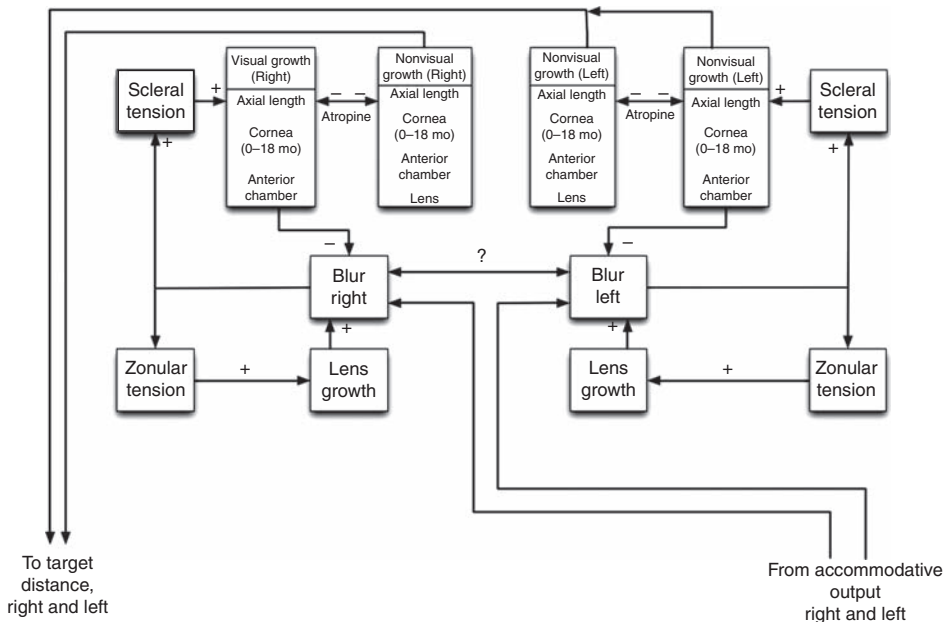 Visual growth
(Right)
Axial length
Cornea
(0–18 mo)
Anterior
chamber
Nonvisual
growth (Right)
Axial length
Cornea
(0–18 mo)
Anterior
chamber
Lens
Nonvisual
growth (Left)
Axial length
Cornea
(0–18 mo)
Anterior
chamber
Lens
Nonvisual
growth (Left)
Axial length
Cornea
(0–18 mo)
Anterior
chamber
Scleral
tension
+
– –
Atropine
– –
Atropine
+
Scleral
tension
+
+
–
?
–
Blur
right
Blur
left
+
+
Zonular
tension
+
Lens
growth
Lens
growth
+
Zonular
tension
To target
distance,
right and left
From accommodative
output
right and left